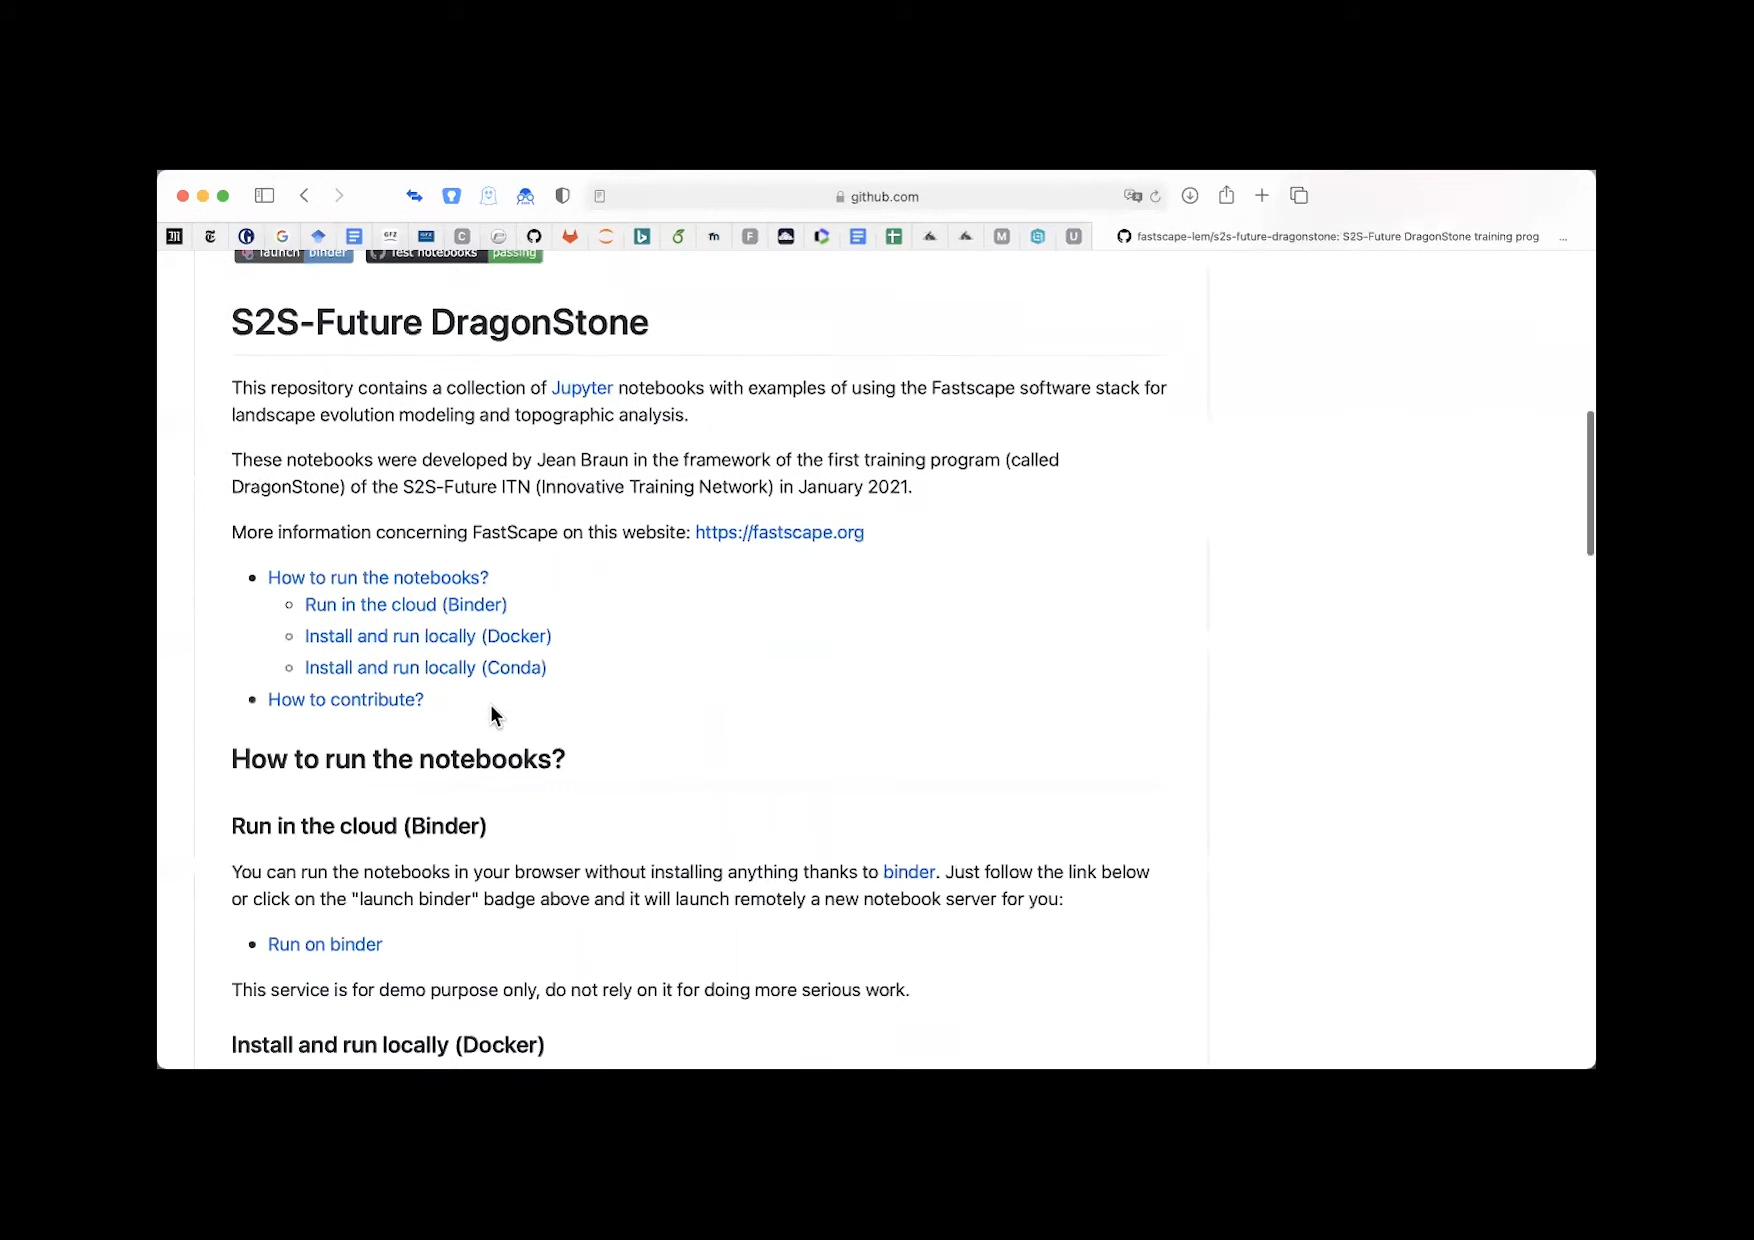 github.com
GFZ
C
m
F
M
U
fastscape-lem/s2s-future-dragonstone: S2S-Future DragonStone training prog ...
launch binder
Test notebooks passing
S2S-Future DragonStone
This repository contains a collection of Jupyter notebooks with examples of using the Fastscape software stack for
landscape evolution modeling and topographic analysis.
These notebooks were developed by Jean Braun in the framework of the first training program (called
DragonStone) of the S2S-Future ITN (Innovative Training Network) in January 2021.
More information concerning FastScape on this website: https://fastscape.org
How to run the notebooks?
Run in the cloud (Binder)
Install and run locally (Docker)
Install and run locally (Conda)
How to contribute?
How to run the notebooks?
Run in the cloud (Binder)
You can run the notebooks in your browser without installing anything thanks to binder. Just follow the link below
or click on the "launch binder" badge above and it will launch remotely a new notebook server for you:
Run on binder
This service is for demo purpose only, do not rely on it for doing more serious work.
Install and run locally (Docker)